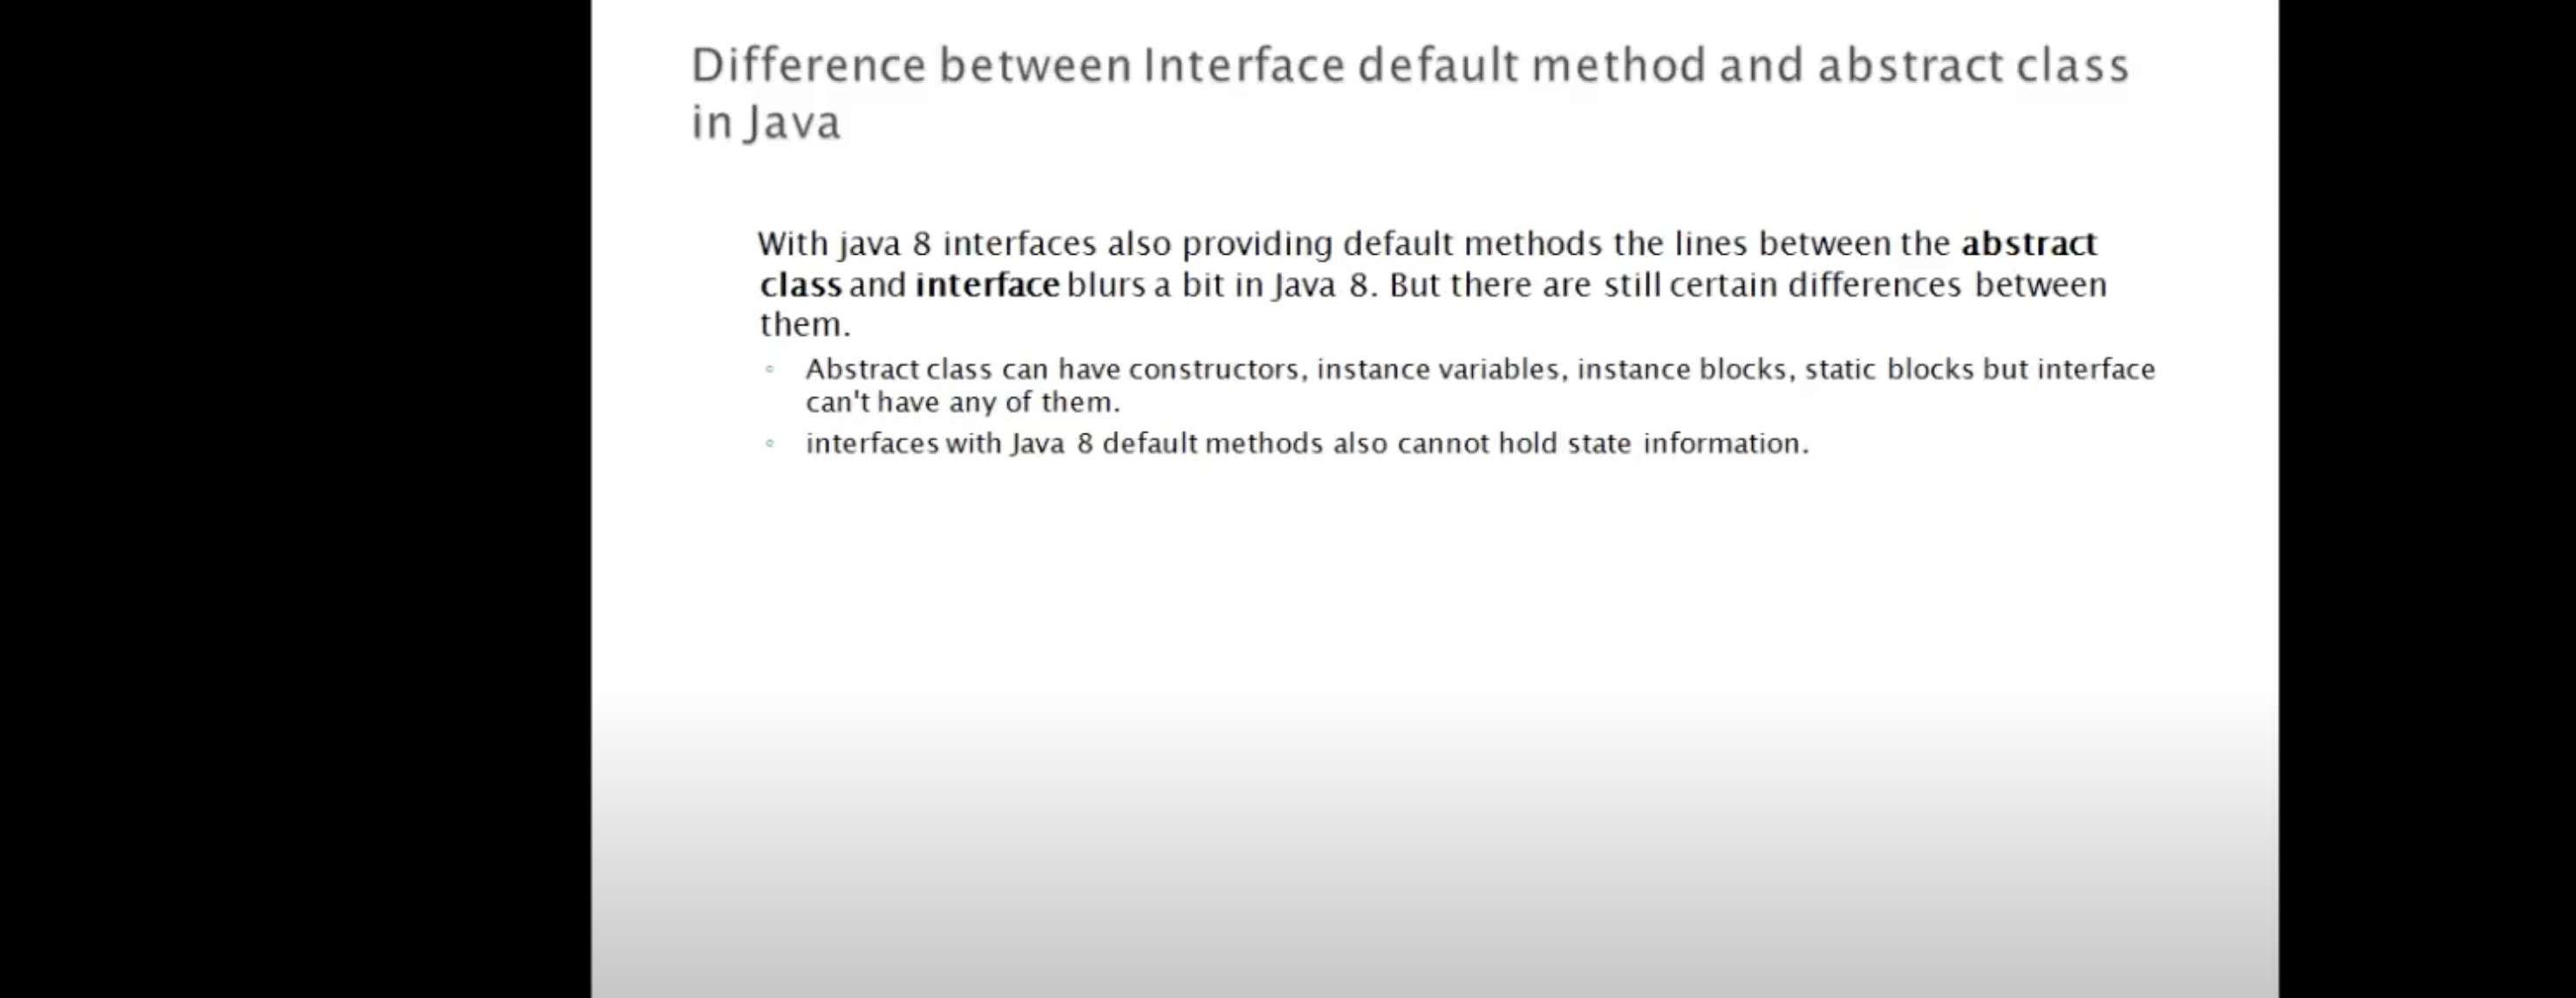 Difference between Interface default method and abstract class
in Java
With java 8 interfaces also providing default methods the lines between the abstract
class and interface blurs a bit in Java 8. But there are still certain differences between
them.
◦ Abstract class can have constructors, instance variables, instance blocks, static blocks but interface
can't have any of them.
◦ interfaces with Java 8 default methods also cannot hold state information.